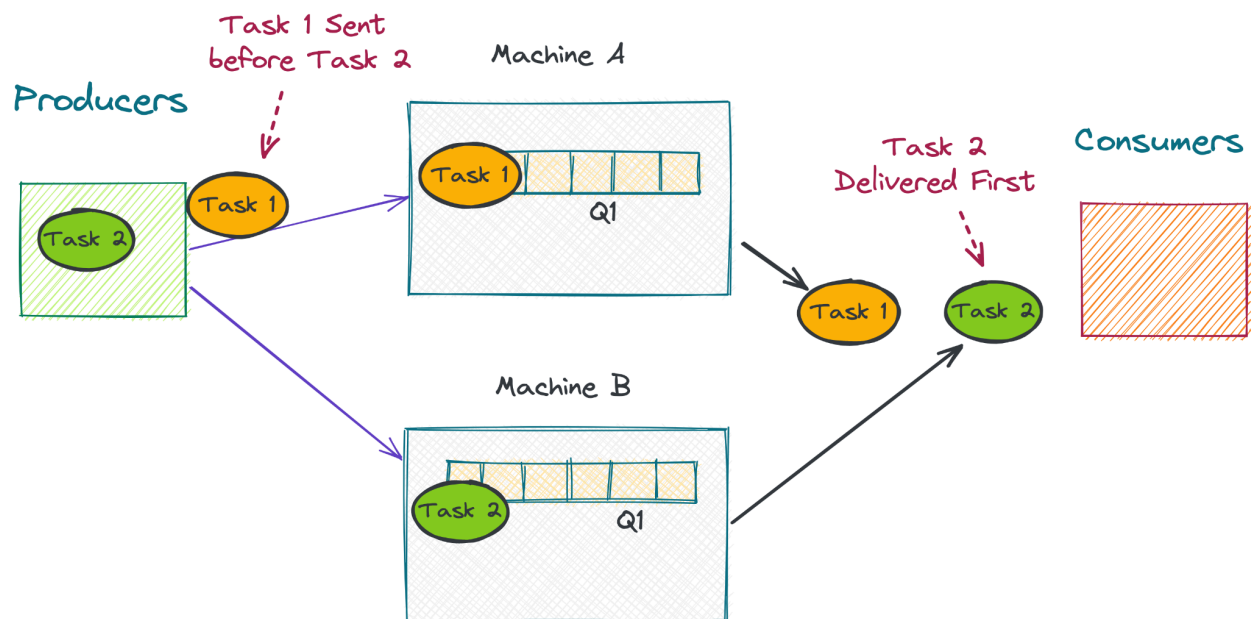 Task 1 Sent
before Task 2
Machine A
Producers
Consumers
Task 2
Delivered First
Task 1
Task 2
Task 1
Q1
Task 1
Task 2
Machine B
Task 2
Q1